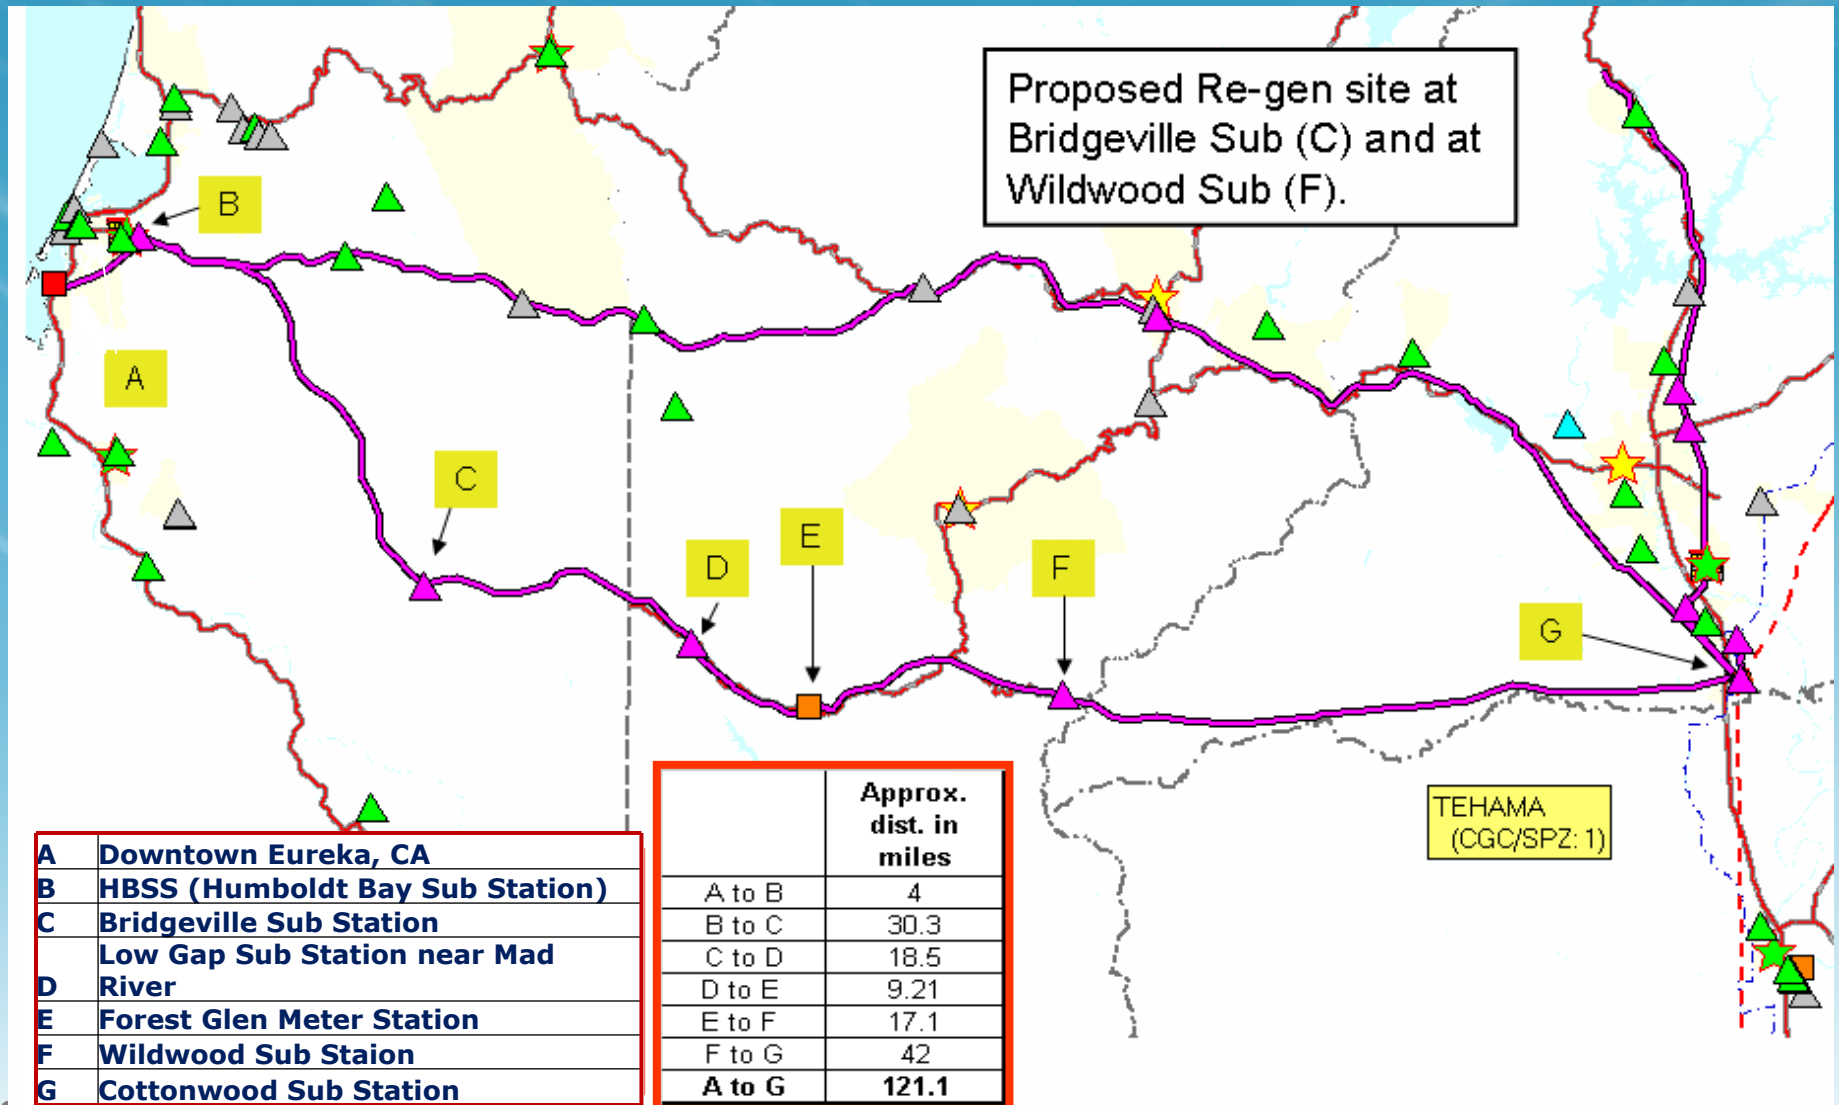 Proposed Re-gen site at
Bridgeville Sub (C) and at
Wildwood Sub (F).
B
A
C
D
E
F
G
TEHAMA
(CGC/SPZ: 1)
A Downtown Eureka, CA
B HBSS (Humboldt Bay Sub Station)
C Bridgeville Sub Station
Low Gap Sub Station near Mad
D River
E Forest Glen Meter Station
F Wildwood Sub Staion
G Cottonwood Sub Station
Approx.
dist. in
miles
A to B 4
B to C 30.3
C to D 18.5
D to E 9.21
E to F 17.1
F to G 42
A to G 121.1